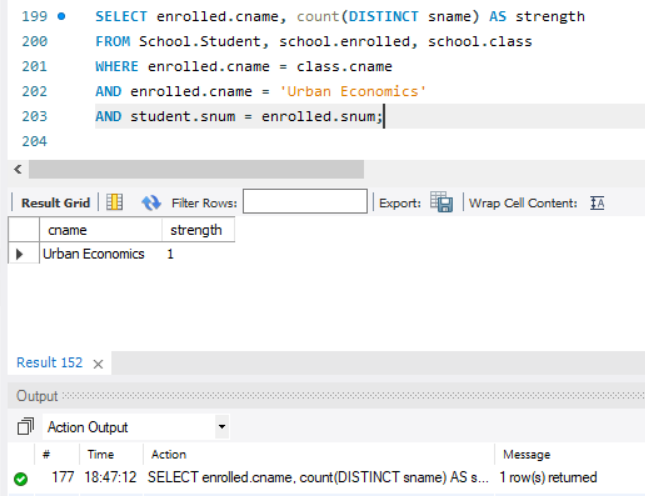 199 SELECT enrolled.cname, count(DISTINCT sname) AS strength
200 FROM School.Student, school.enrolled, school.class
201 WHERE enrolled.cname = class.cname
202 AND enrolled.cname = 'Urban Economics'
203 AND student.snum = enrolled.snum;
204
Result Grid Filter Rows: Export: Wrap Cell Content: IA
cname strength
Urban Economics 1
Result 152 ×
Output
Action Output
# Time Action Message
177 18:47:12 SELECT enrolled.cname, count(DISTINCT sname) AS s... 1 row(s) returned